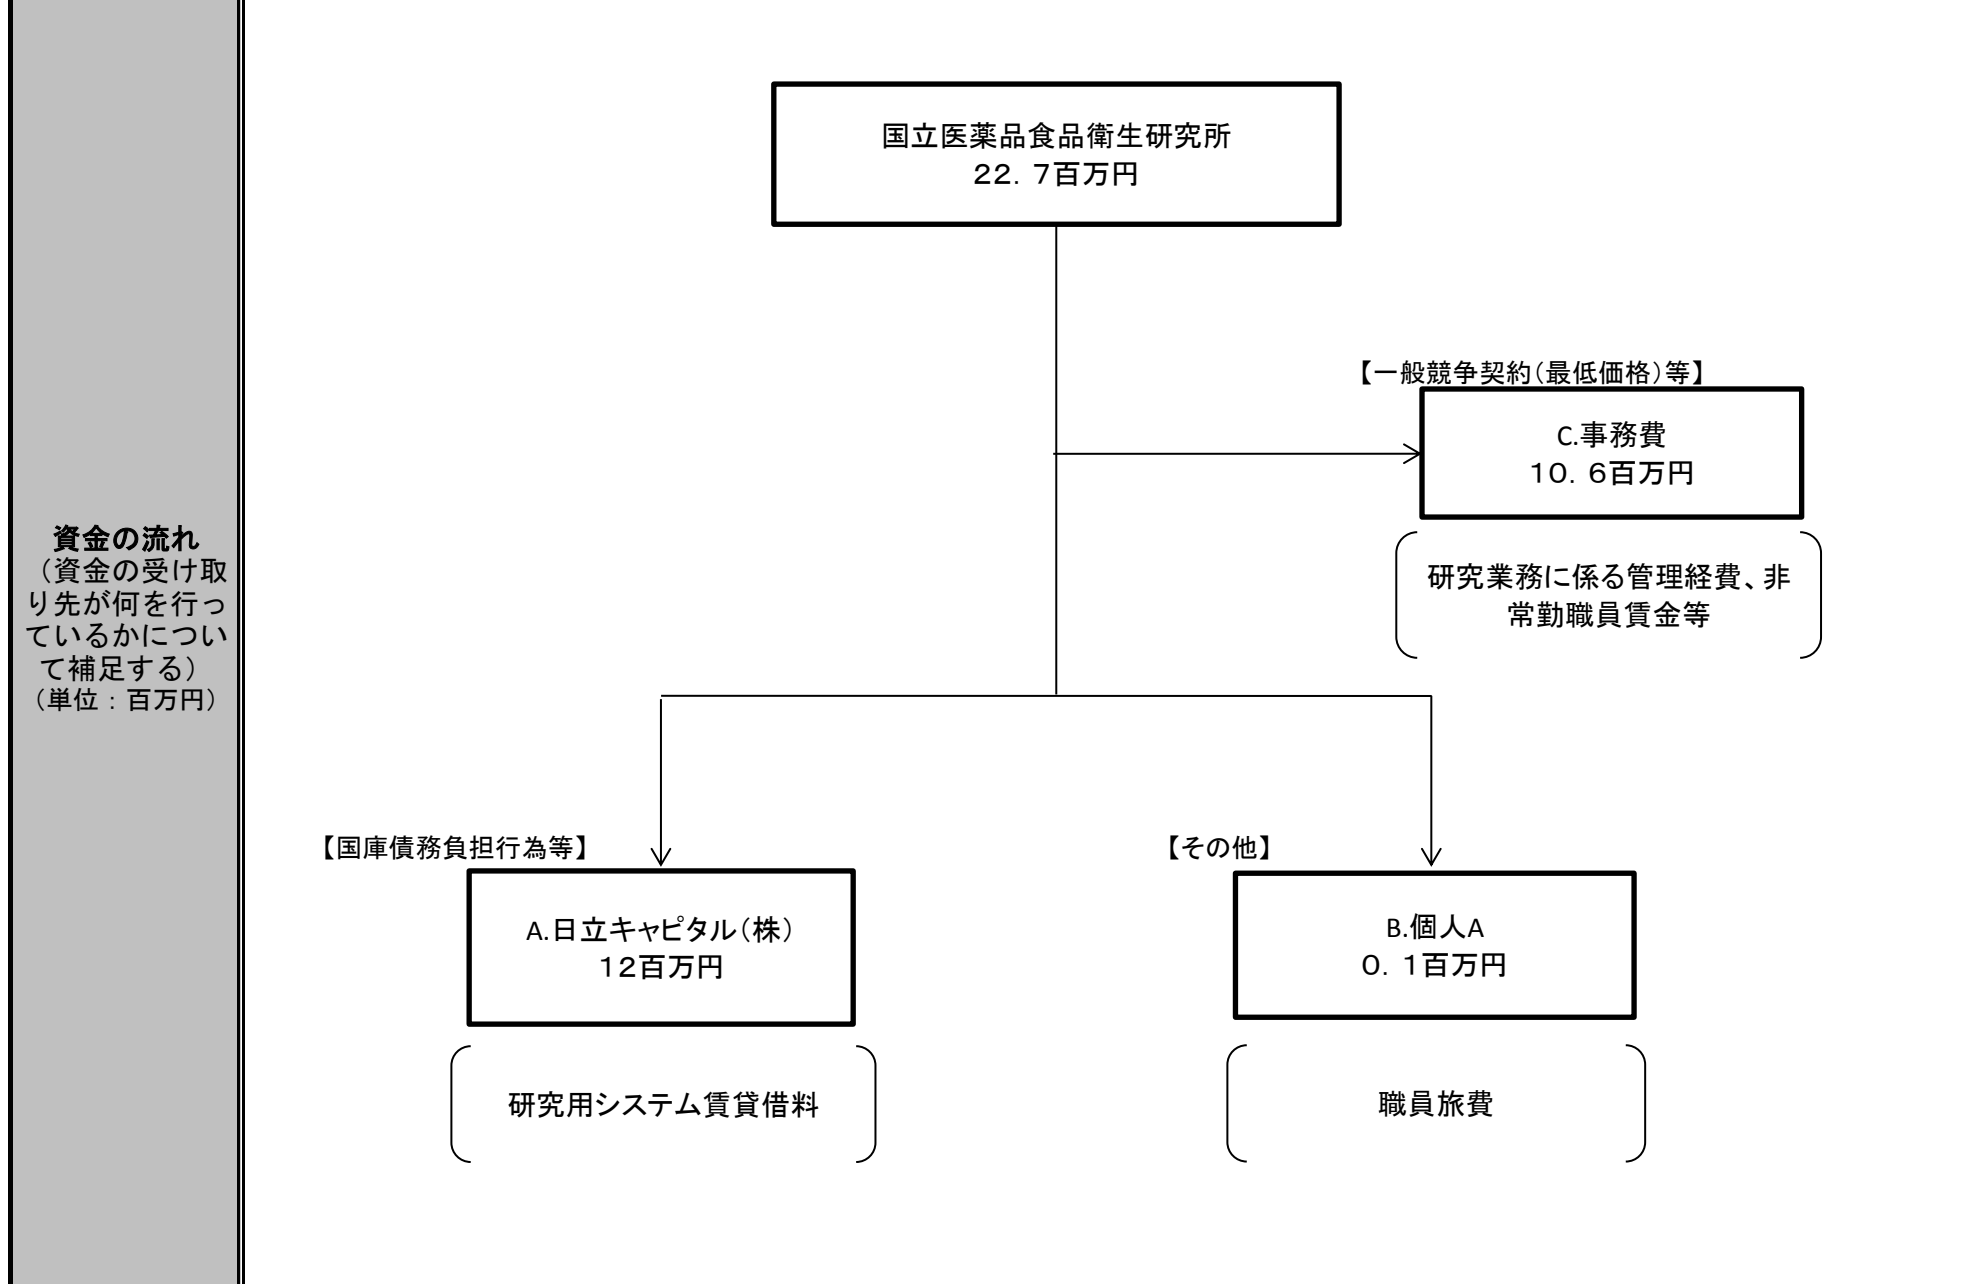 資金の流れ
（資金の受け取
り先が何を行っ
ているかについ
て補足する）
（単位：百万円）
国立医薬品食品衛生研究所
２２．７百万円
【一般競争契約（最低価格）等】
C.事務費
１０．６百万円
研究業務に係る管理経費、非
常勤職員賃金等
【国庫債務負担行為等】
A.日立キャピタル（株）
１２百万円
研究用システム賃貸借料
【その他】
B.個人A
０．１百万円
職員旅費